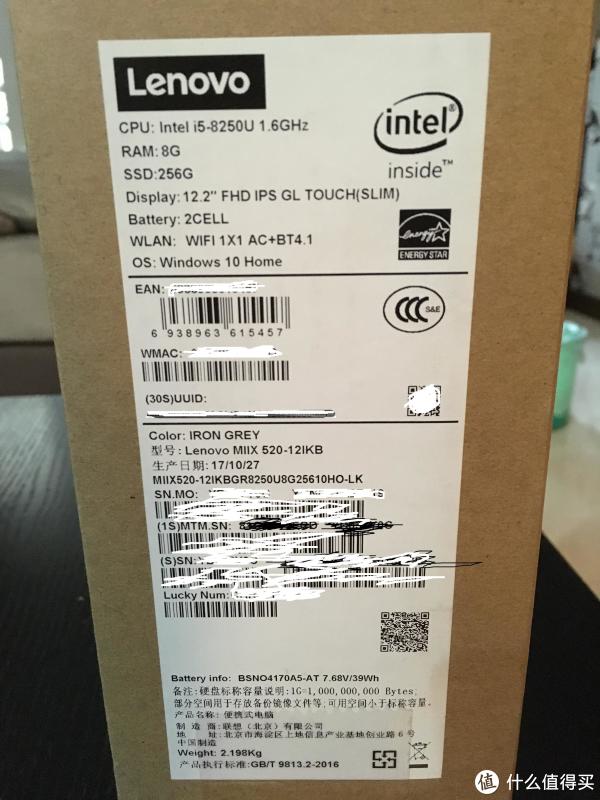 Lenovo
CPU: Intel i5-8250U 1.6GHz
RAM: 8G
SSD:256G
Display: 12.2" FHD IPS GL TOUCH(SLIM)
Battery: 2CELL
WLAN: WIFI 1X1 AC+BT4.1
OS: Windows 10 Home
intel®
inside™
energy
ENERGY STAR
EAN:
6 938963 615457
CCC S&E
WMAC:
(30S)UUID:
Color: IRON GREY
型号: Lenovo MIIX 520-12IKB
生产日期: 17/10/27
MIIX520-12IKBGR8250U8G25610HO-LK
SN.MO:
(1S)MTM.SN:
(S)SN:
Lucky Num:
Battery info: BSNO4170A5-AT 7.68V/39Wh
备注: 硬盘标称容量说明:1G=1,000,000,000 Bytes;
部分空间用于存放备份镜像文件等; 可用空间小于标称容量。
产品名称: 便携式电脑
制 造 商: 联想（北京）有限公司
地 址: 北京市海淀区上地信息产业基地创业路6号
中国制造
Weight: 2.198Kg
产品执行标准:GB/T 9813.2-2016
值 什么值得买